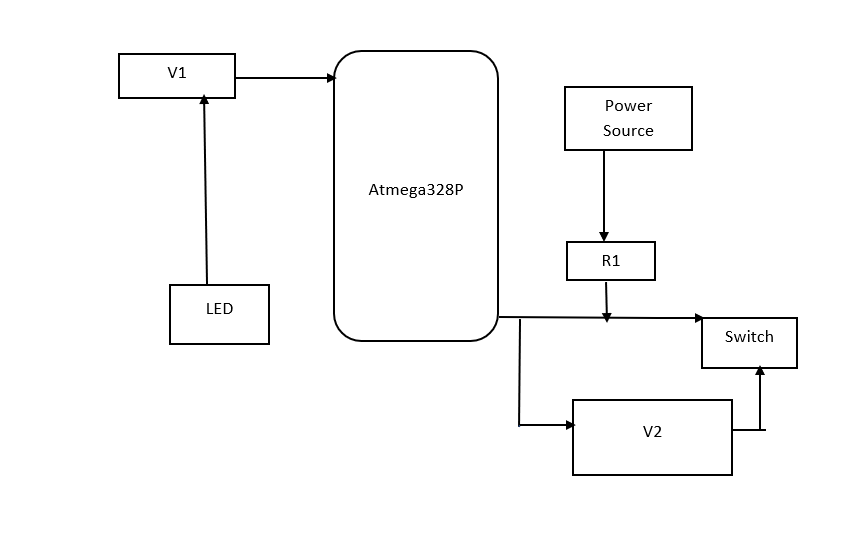 V1
Power
Source
Atmega328P
R1
LED
Switch
V2